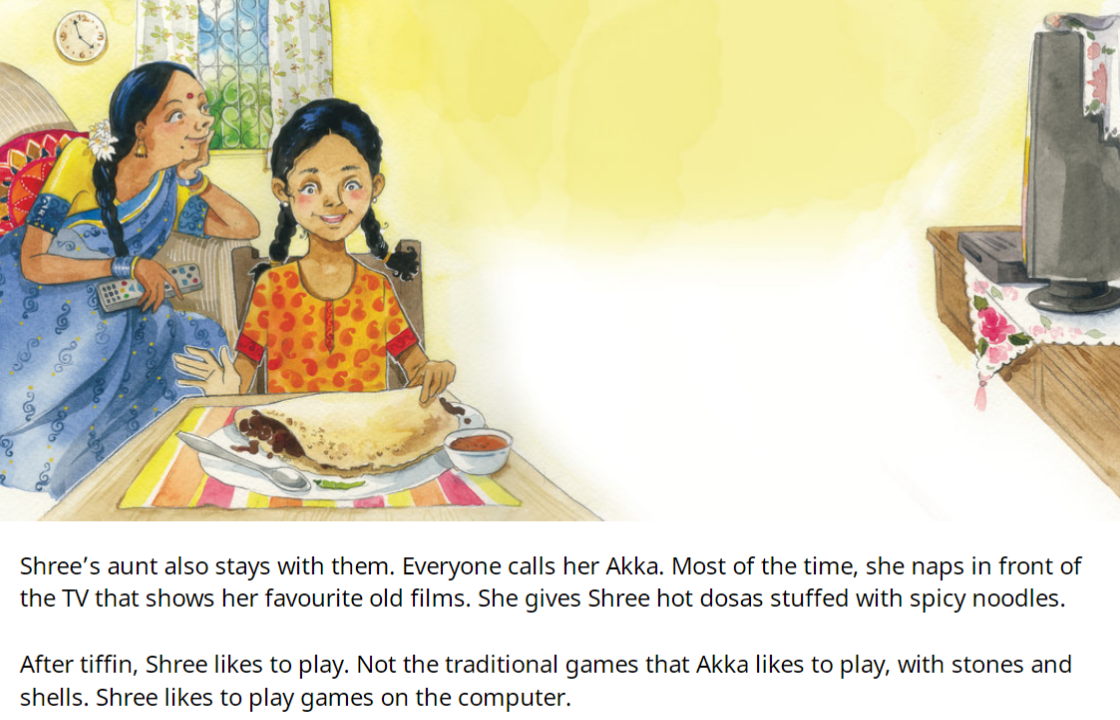 Shree’s aunt also stays with them. Everyone calls her Akka. Most of the time, she naps in front of
the TV that shows her favourite old films. She gives Shree hot dosas stuffed with spicy noodles.
After tiffin, Shree likes to play. Not the traditional games that Akka likes to play, with stones and
shells. Shree likes to play games on the computer.